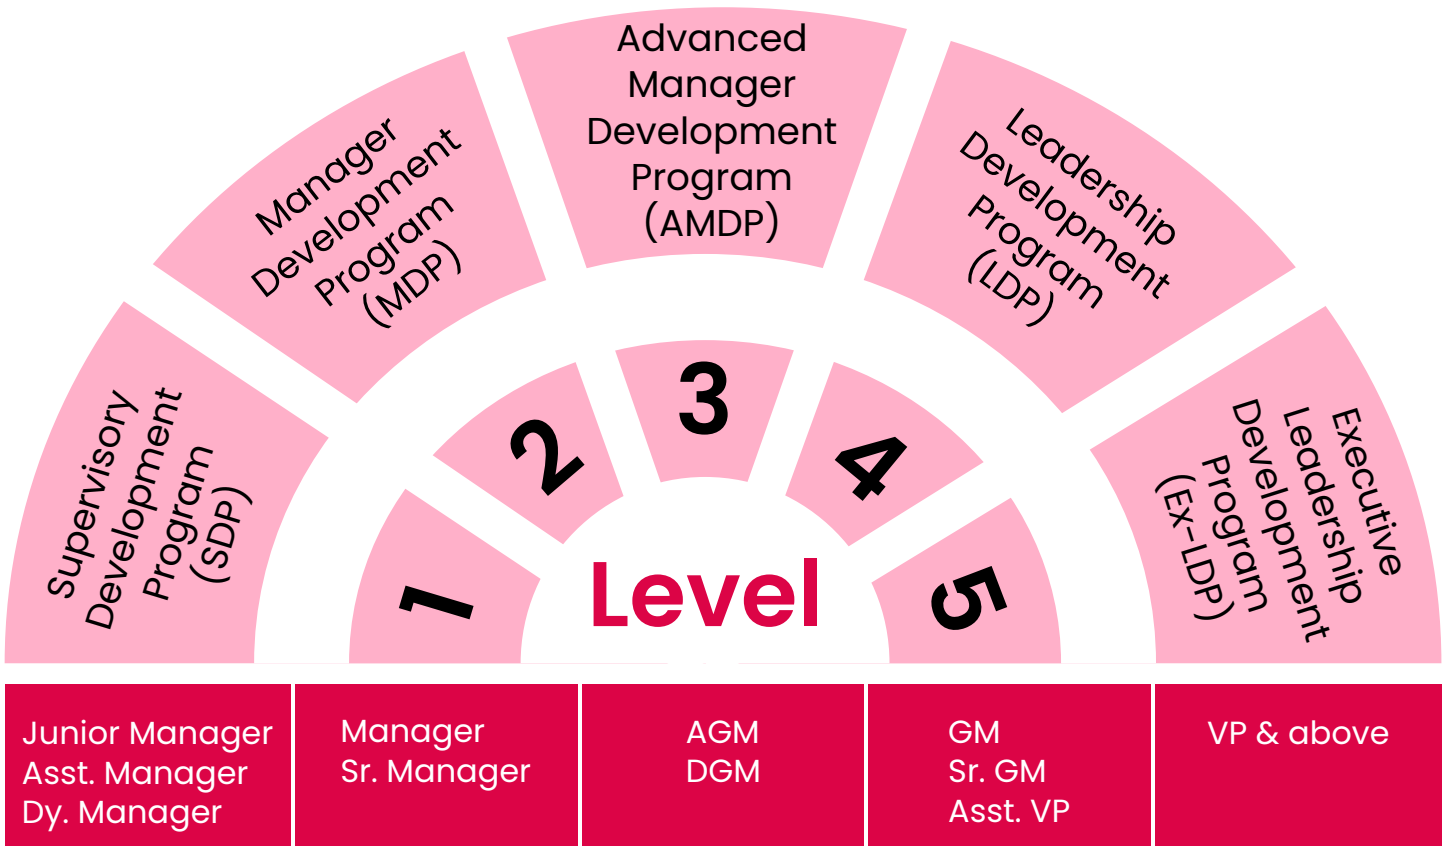 Supervisory
Development
Program
(SDP)
Manager
Development
Program
(MDP)
Advanced
Manager
Development
Program
(AMDP)
Leadership
Development
Program
(LDP)
Executive
Leadership
Development
Program
(Ex-LDP)
1
2
3
4
5
Level
Junior Manager
Asst. Manager
Dy. Manager
Manager
Sr. Manager
AGM
DGM
GM
Sr. GM
Asst. VP
VP & above